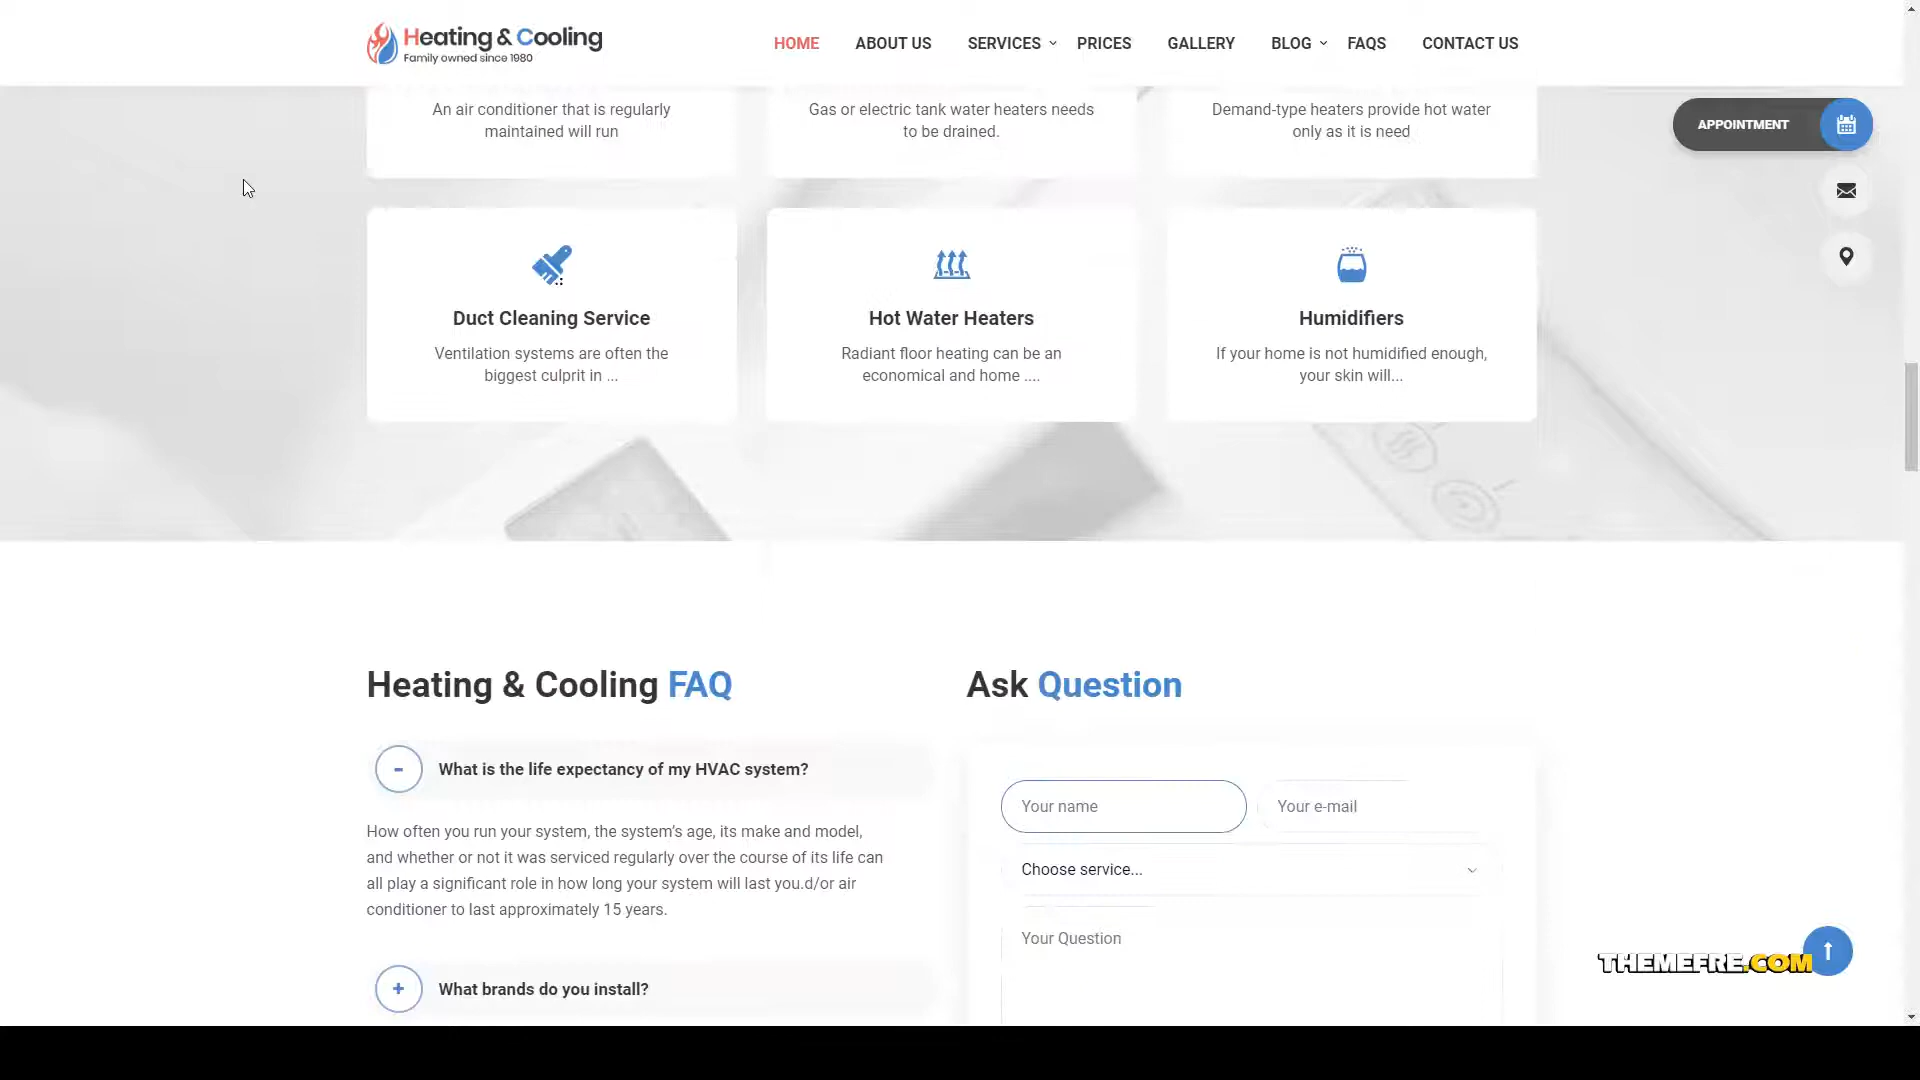 Heating & Cooling
Family owned since 1980
HOME ABOUT US SERVICES PRICES GALLERY BLOG FAQS CONTACT US
APPOINTMENT
An air conditioner that is regularly
maintained will run
Gas or electric tank water heaters needs
to be drained.
Demand-type heaters provide hot water
only as it is need
Duct Cleaning Service
Ventilation systems are often the
biggest culprit in ...
Hot Water Heaters
Radiant floor heating can be an
economical and home ....
Humidifiers
If your home is not humidified enough,
your skin will...
Heating & Cooling FAQ
- What is the life expectancy of my HVAC system?
How often you run your system, the system's age, its make and model,
and whether or not it was serviced regularly over the course of its life can
all play a significant role in how long your system will last you.d/or air
conditioner to last approximately 15 years.
+ What brands do you install?
Ask Question
Your name
Your e-mail
Choose service...
Your Question
THEMEFRE.COM